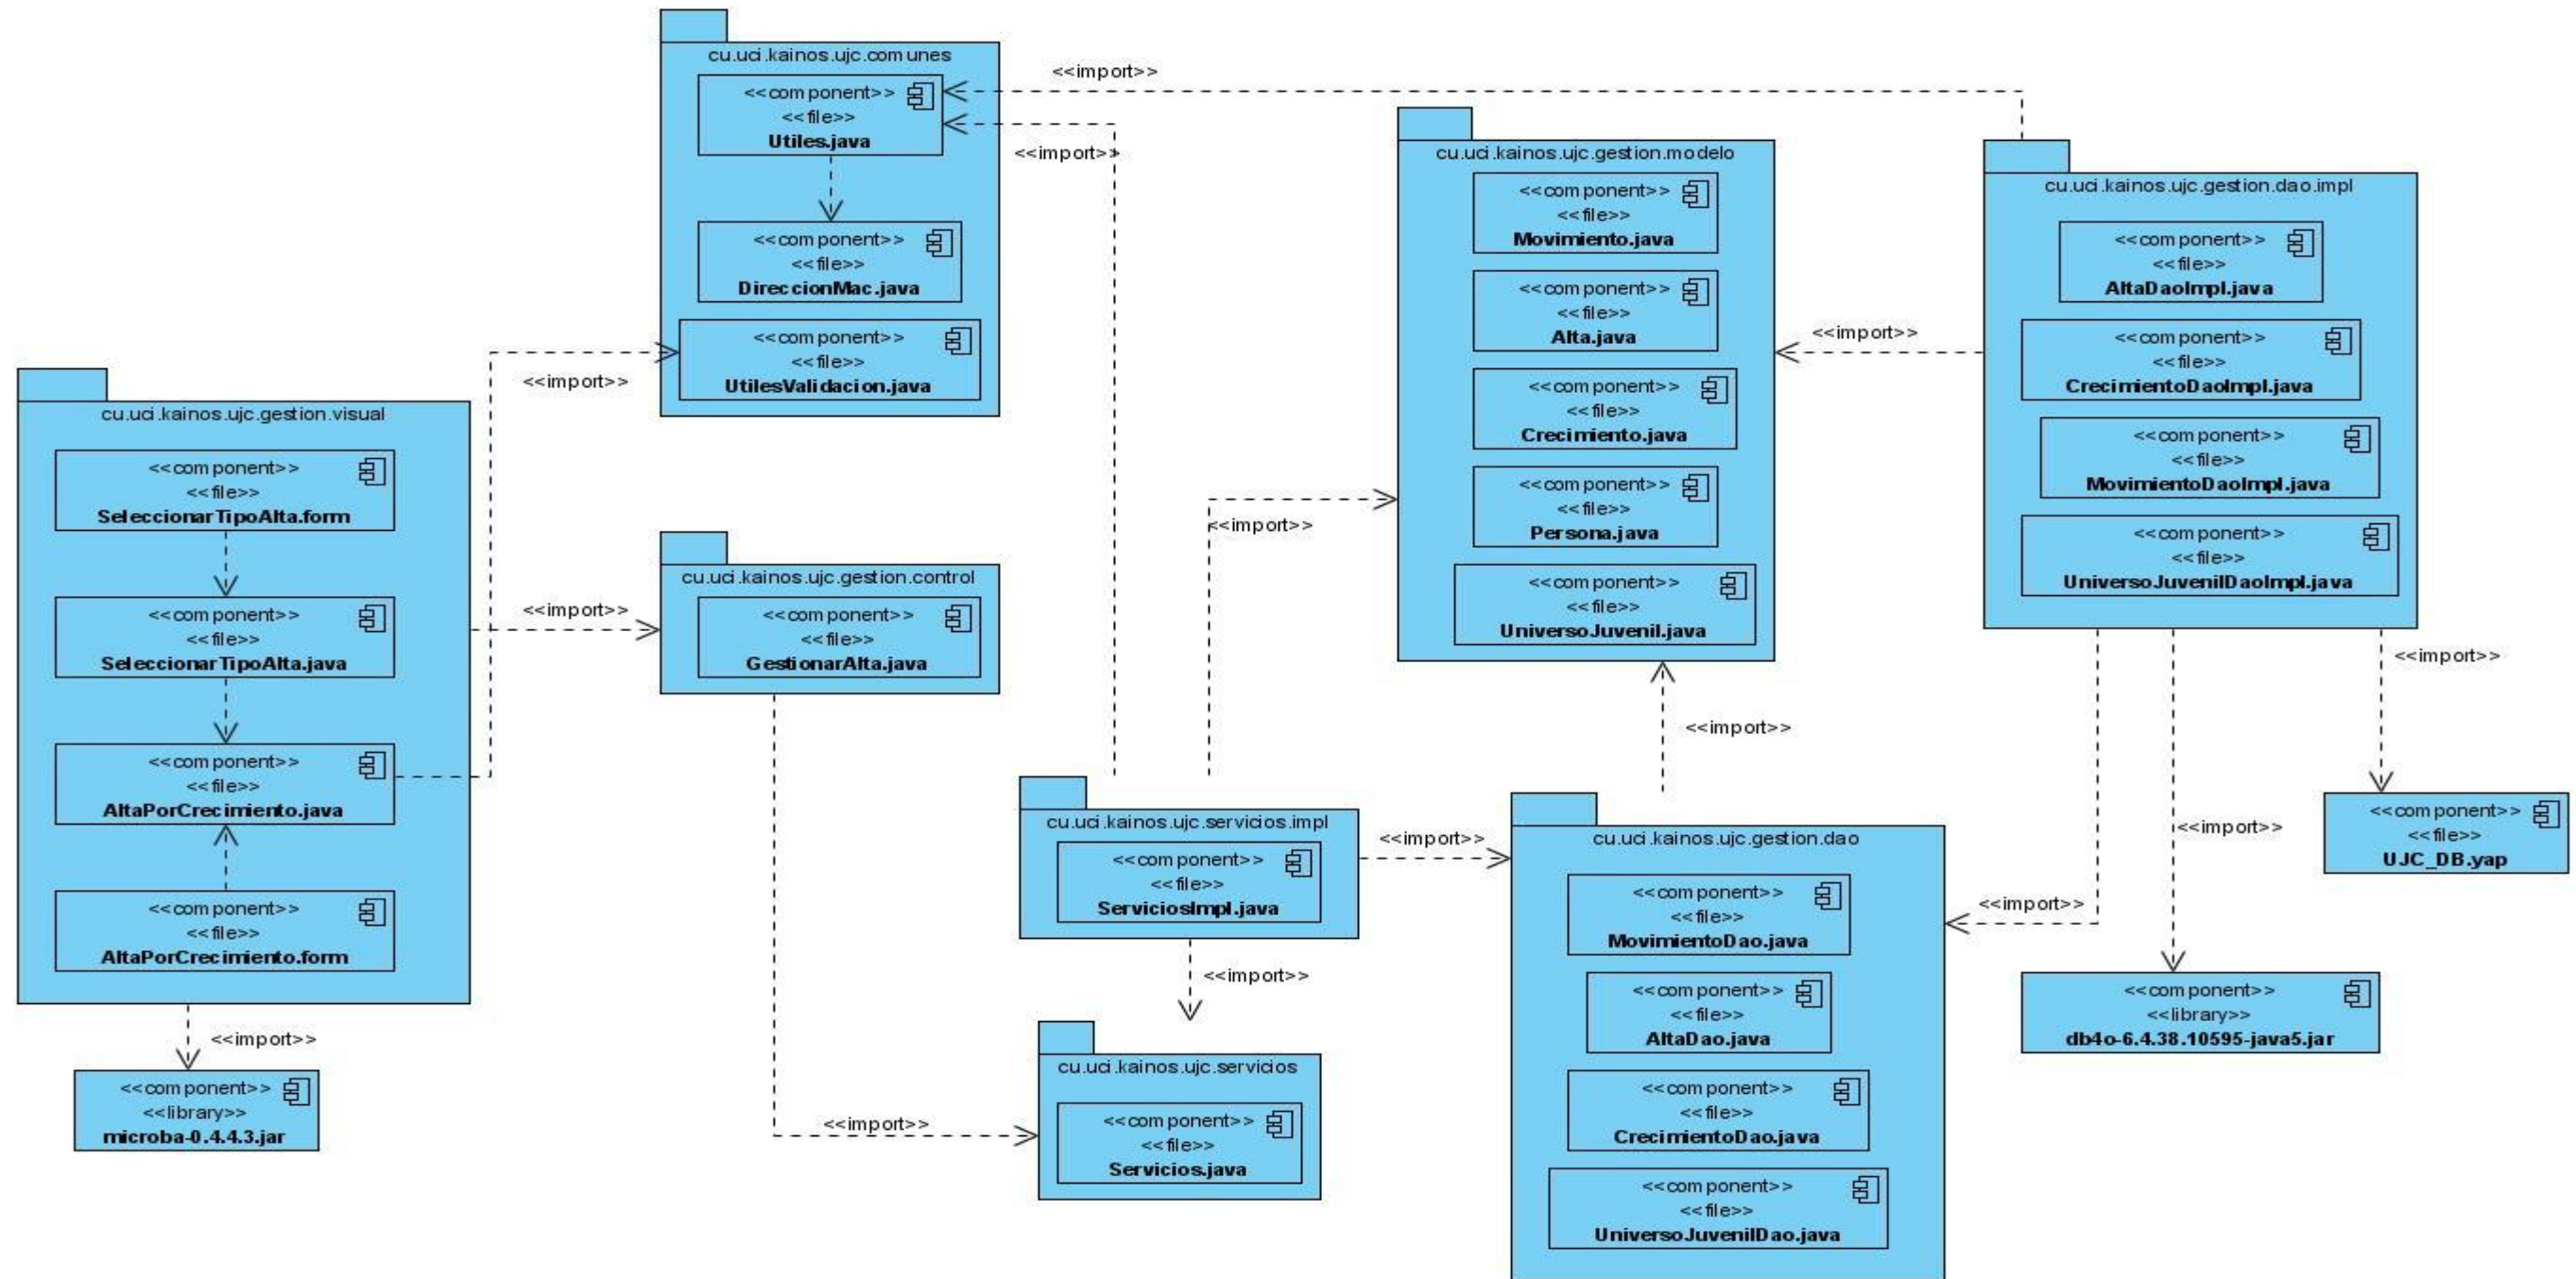 cu.uci.kainos.ujc.comunes
<<component>>
<<file>>
Utiles.java
<<component>>
<<file>>
DireccionMac.java
<<component>>
<<file>>
UtilesValidacion.java
<<import>>
<<import>>
<<import>>
cu.uci.kainos.ujc.gestion.visual
<<component>>
<<file>>
SeleccionarTipoAlta.form
<<component>>
<<file>>
SeleccionarTipoAlta.java
<<component>>
<<file>>
AltaPorCrecimiento.java
<<component>>
<<file>>
AltaPorCrecimiento.form
<<import>>
<<component>>
<<library>>
microba-0.4.4.3.jar
<<import>>
cu.uci.kainos.ujc.gestion.control
<<component>>
<<file>>
GestionarAlta.java
<<import>>
cu.uci.kainos.ujc.servicios.impl
<<component>>
<<file>>
ServiciosImpl.java
<<import>>
<<import>>
<<import>>
cu.uci.kainos.ujc.servicios
<<component>>
<<file>>
Servicios.java
cu.uci.kainos.ujc.gestion.modelo
<<component>>
<<file>>
Movimiento.java
<<component>>
<<file>>
Alta.java
<<component>>
<<file>>
Crecimiento.java
<<component>>
<<file>>
Persona.java
<<component>>
<<file>>
UniversoJuvenil.java
<<import>>
<<import>>
cu.uci.kainos.ujc.gestion.dao
<<component>>
<<file>>
MovimientoDao.java
<<component>>
<<file>>
AltaDao.java
<<component>>
<<file>>
CrecimientoDao.java
<<component>>
<<file>>
UniversoJuvenilDao.java
cu.uci.kainos.ujc.gestion.dao.impl
<<component>>
<<file>>
AltaDaoImpl.java
<<component>>
<<file>>
CrecimientoDaoImpl.java
<<component>>
<<file>>
MovimientoDaoImpl.java
<<component>>
<<file>>
UniversoJuvenilDaoImpl.java
<<import>>
<<import>>
<<import>>
<<component>>
<<file>>
UJC_DB.yap
<<component>>
<<library>>
db4o-6.4.38.10595-java5.jar